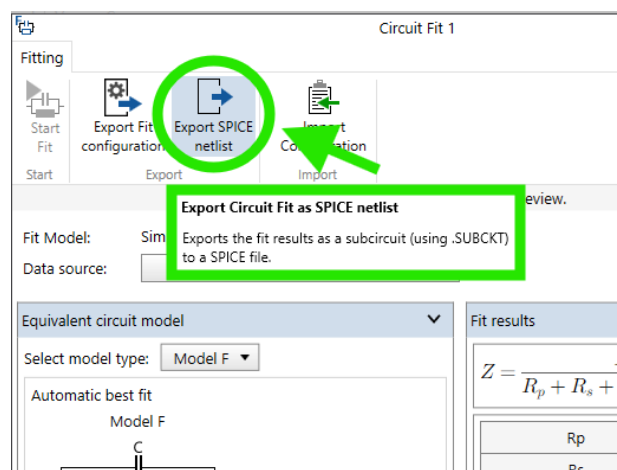 Circuit Fit 1
Fitting
Start
Fit
Export Fit
configuration
Export SPICE
netlist
Import
Start
Export
Import
Export Circuit Fit as SPICE netlist
Exports the fit results as a subcircuit (using .SUBCKT)
to a SPICE file.
eview.
Fit Model: Sim
Data source:
Equivalent circuit model
Fit results
Select model type: Model F
Z = R_p + R_s +
Automatic best fit
Model F
C
Rp